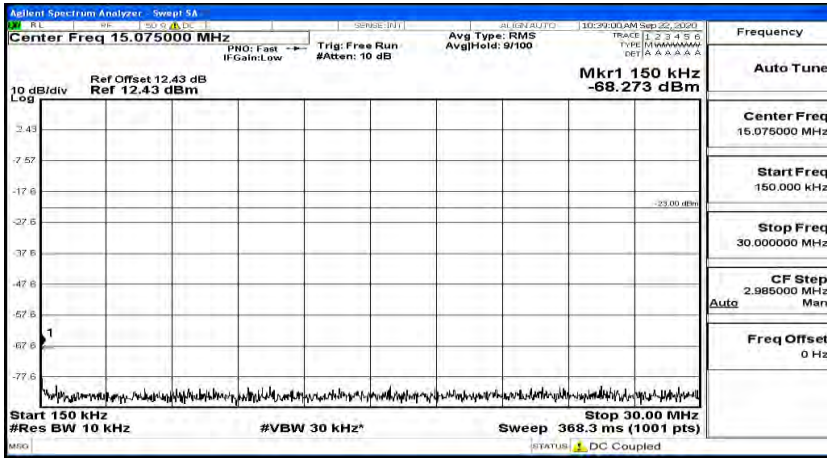 Agilent Spectrum Analyzer - Swept SA
RL RF 50 Ω DC SENSE:INT ALIGN AUTO 10:39:00 AM Sep 22, 2020
Center Freq 15.075000 MHz
PNO: Fast
IFGain:Low
Trig: Free Run
#Atten: 10 dB
Avg Type: RMS
Avg|Hold: 9/100
TRACE 1 2 3 4 5 6
TYPE M
DET A A A A A A
Ref Offset 12.43 dB
Ref 12.43 dBm
10 dB/div
Log
Mkr1 150 kHz
-68.273 dBm
2.43
-7.57
-17.6
-23.00 dBm
-27.6
-37.6
-47.6
-57.6
1
-67.6
-77.6
Start 150 kHz
Stop 30.00 MHz
#Res BW 10 kHz
#VBW 30 kHz*
Sweep 368.3 ms (1001 pts)
MSG
STATUS DC Coupled
Frequency
Auto Tune
Center Freq
15.075000 MHz
Start Freq
150.000 kHz
Stop Freq
30.000000 MHz
CF Step
2.985000 MHz
Auto Man
Freq Offset
0 Hz